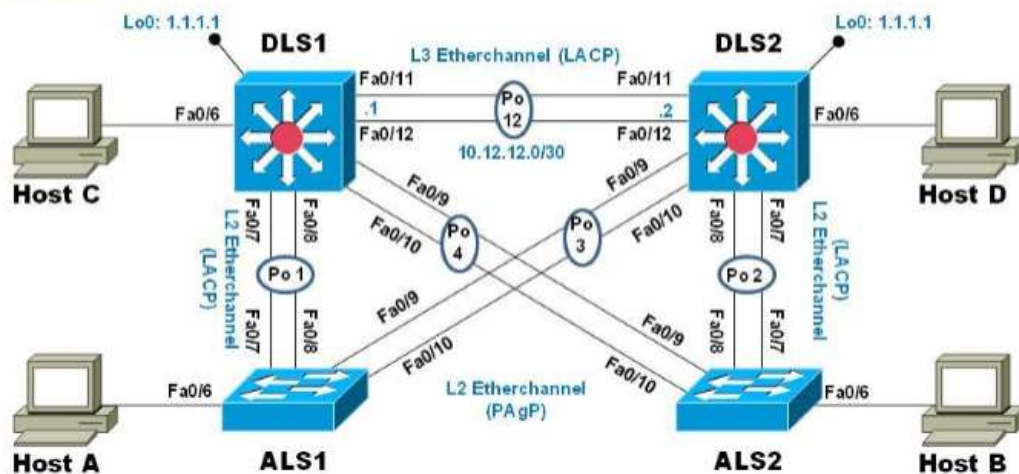 Lo0: 1.1.1.1
Lo0: 1.1.1.1
DLS1
DLS2
L3 Etherchannel (LACP)
Fa0/11
Fa0/11
Fa0/6
.1
Po
12
.2
Fa0/6
Fa0/12
Fa0/12
10.12.12.0/30
Host C
Host D
Fa0/9
Fa0/9
Fa0/7
Fa0/8
Fa0/10
Po
4
Po
3
Fa0/10
Fa0/8
Fa0/7
L2 Etherchannel
(LACP)
Po 1
Po 2
L2 Etherchannel
(LACP)
Fa0/7
Fa0/8
Fa0/9
Fa0/10
Fa0/9
Fa0/10
Fa0/8
Fa0/7
L2 Etherchannel
(PAgP)
Fa0/6
Fa0/6
Host A
ALS1
ALS2
Host B